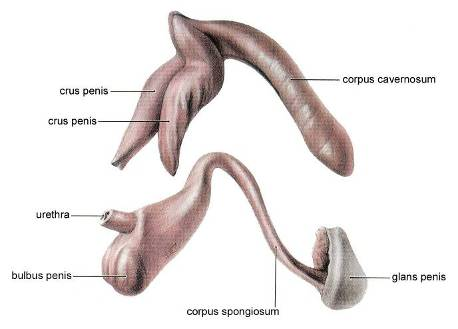 corpus cavernosum
crus penis
crus penis
urethra
bulbus penis
glans penis
corpus spongiosum